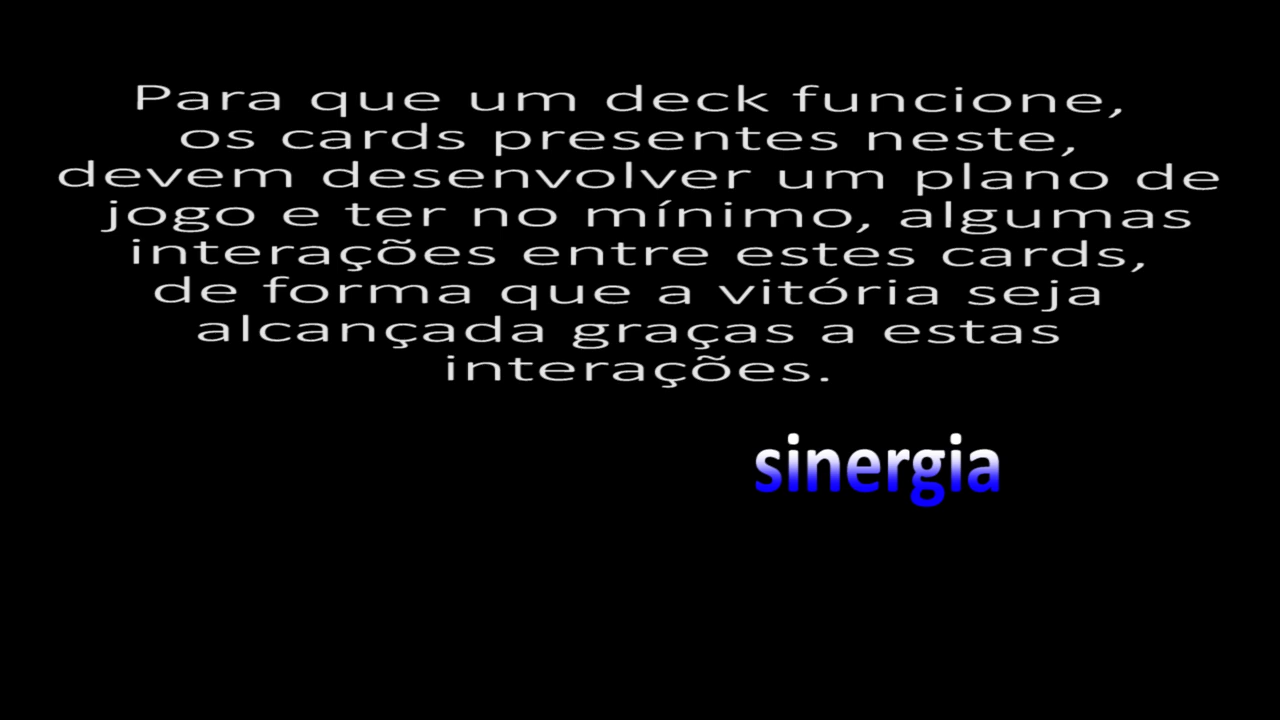 Para que um deck funcione,
os cards presentes neste,
devem desenvolver um plano de
jogo e ter no mínimo, algumas
interações entre estes cards,
de forma que a vitória seja
alcançada graças a estas
interações.
sinergia